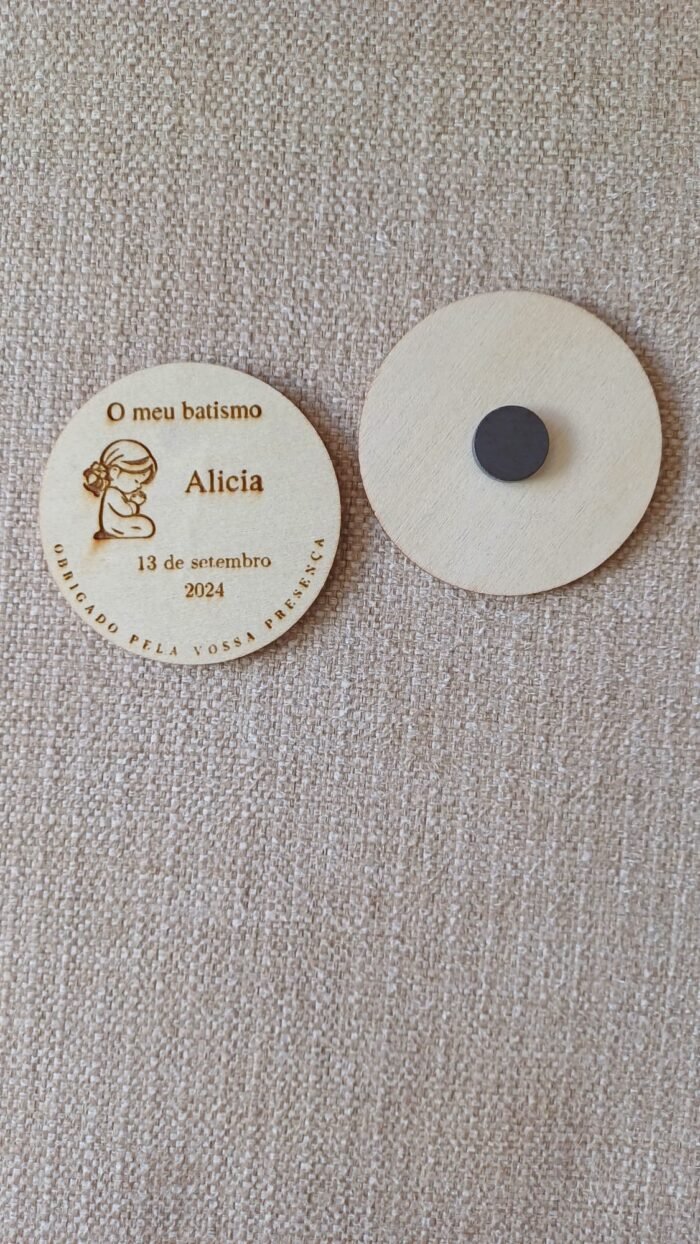 O meu batismo
Alicia
13 de setembro
2024
OBRIGADO PELA VOSSA PRESENÇA